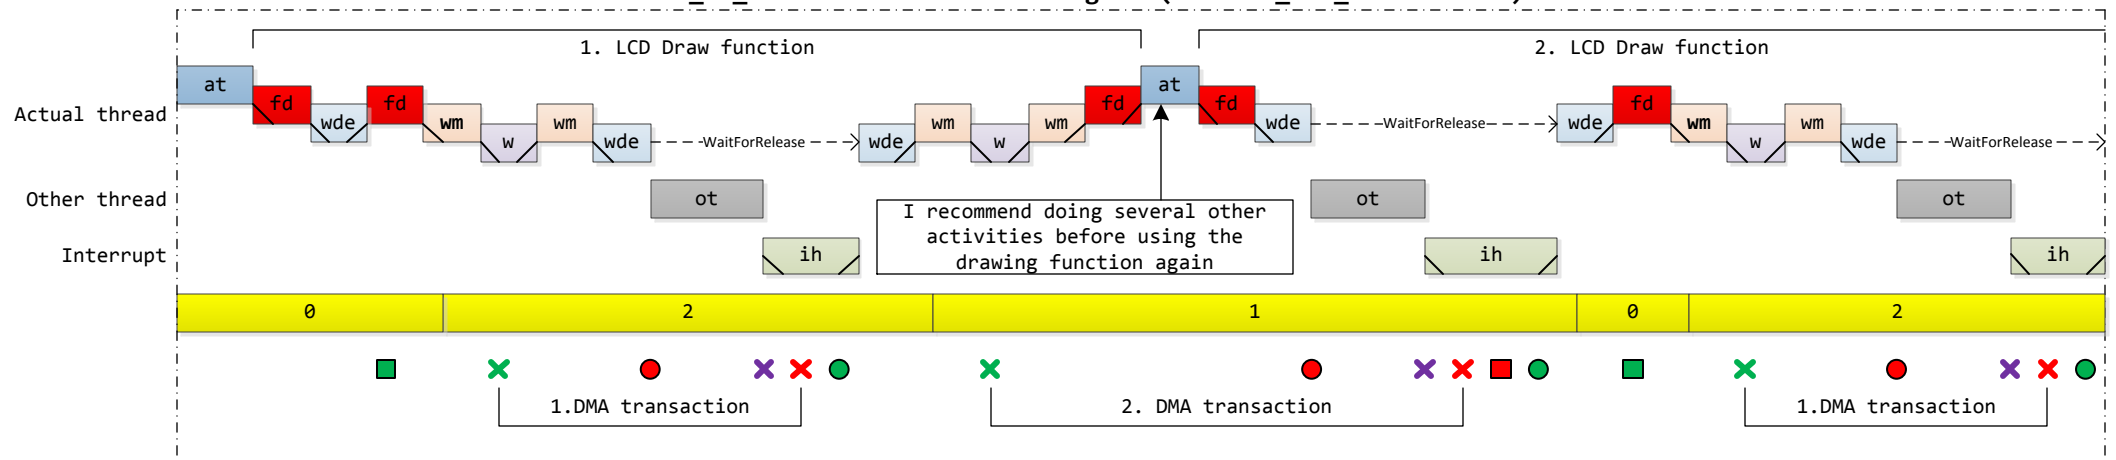 1. LCD Draw function
2. LCD Draw function
Actual thread
at
fd
wde
fd
wm
w
wm
wde
WaitForRelease
wde
wm
w
wm
fd
at
fd
wde
WaitForRelease
wde
fd
wm
w
wm
wde
WaitForRelease
Other thread
ot
ot
ot
I recommend doing several other
activities before using the
drawing function again
Interrupt
ih
ih
ih
0
2
1
0
2
1.DMA transaction
2. DMA transaction
1.DMA transaction